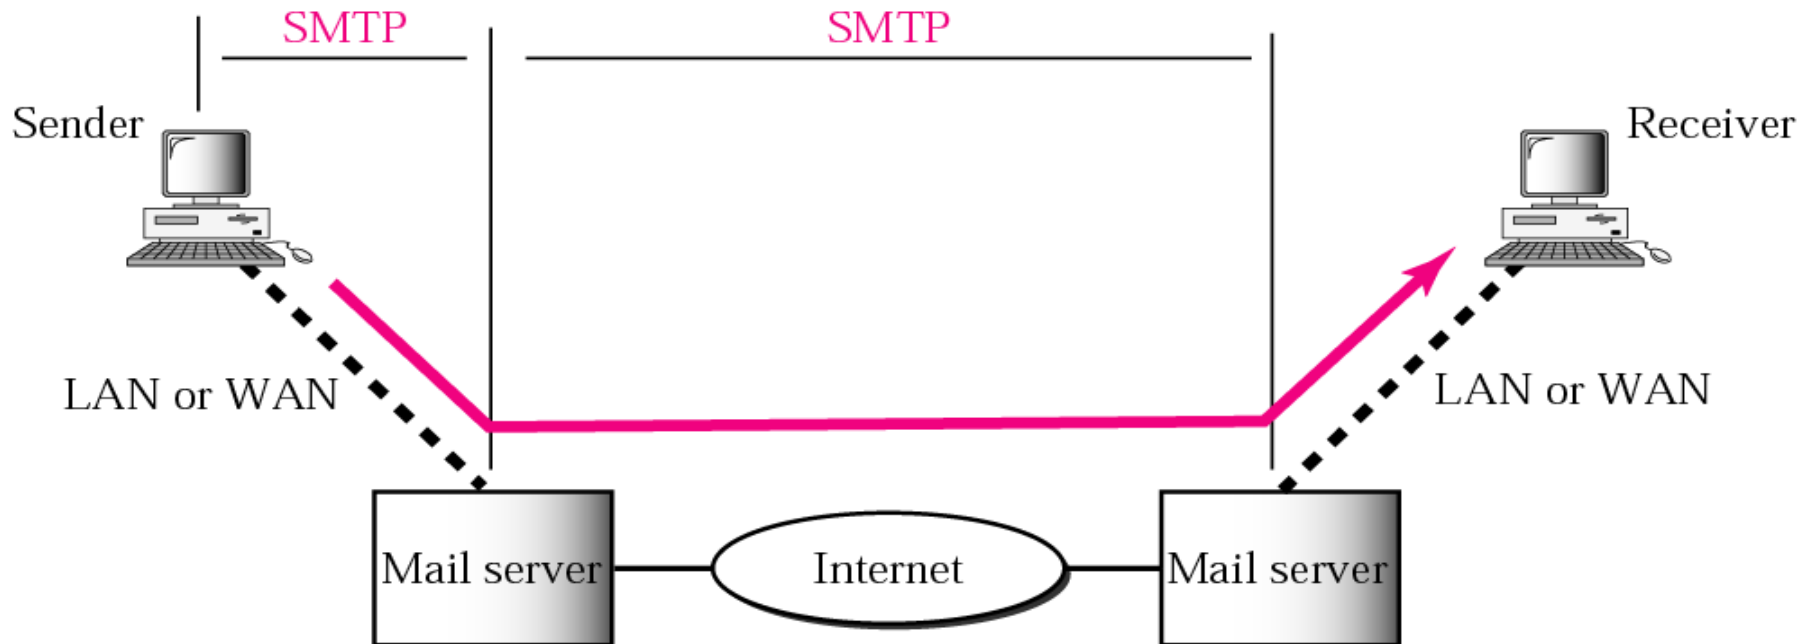 SMTP
SMTP
Sender
Receiver
LAN or WAN
LAN or WAN
Mail server
Internet
Mail server